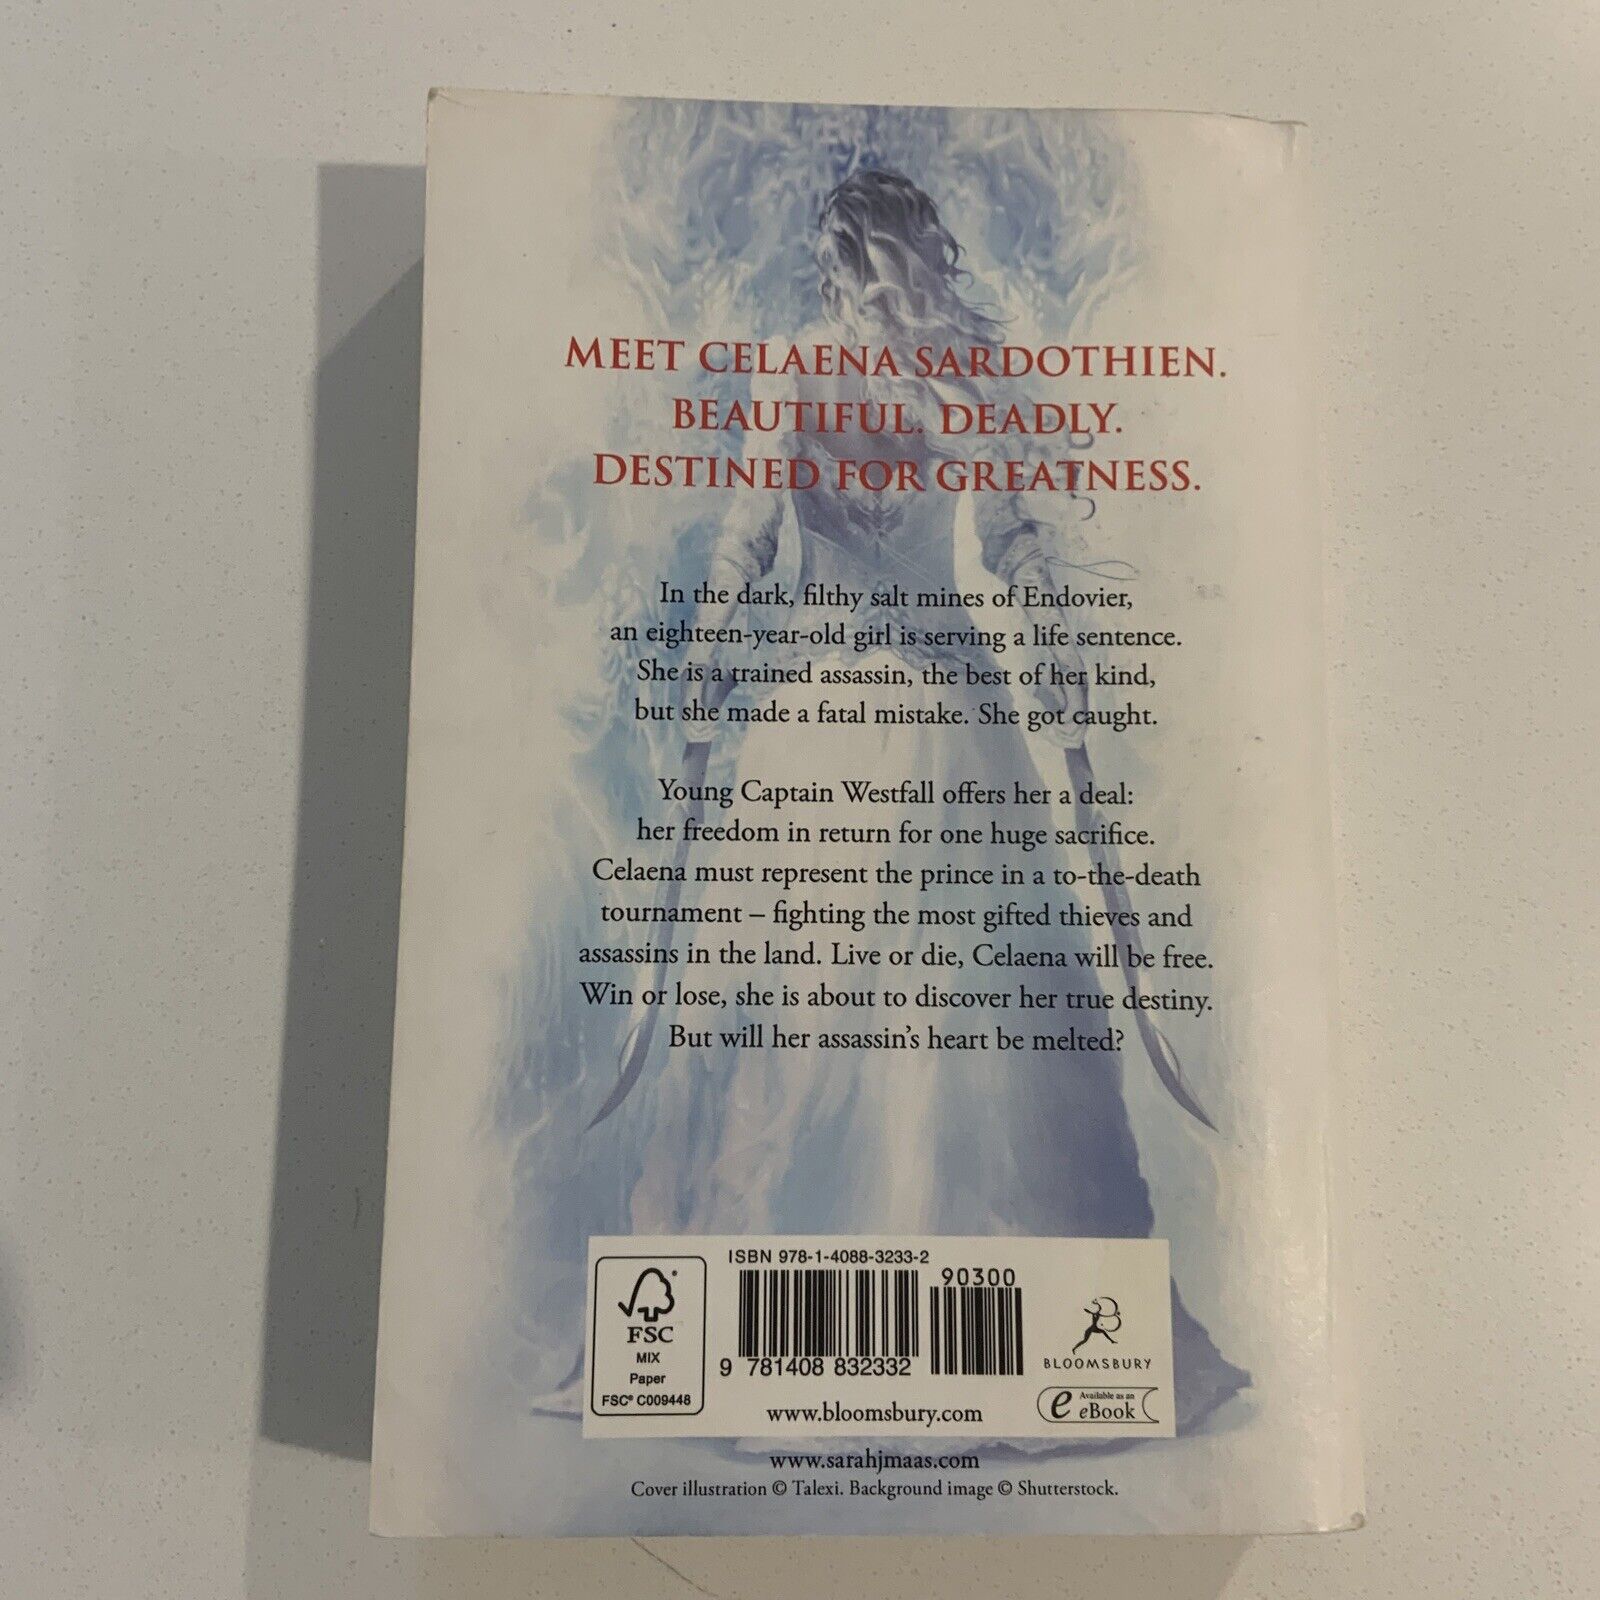 MEET CELAENA SARDOTHIEN.
BEAUTIFUL. DEADLY.
DESTINED FOR GREATNESS.
In the dark, filthy salt mines of Endovier,
an eighteen-year-old girl is serving a life sentence.
She is a trained assassin, the best of her kind,
but she made a fatal mistake. She got caught.
Young Captain Westfall offers her a deal:
her freedom in return for one huge sacrifice.
Celaena must represent the prince in a to-the-death
tournament – fighting the most gifted thieves and
assassins in the land. Live or die, Celaena will be free.
Win or lose, she is about to discover her true destiny.
But will her assassin's heart be melted?
ISBN 978-1-4088-3233-2
90300
9 781408 832332
FSC
MIX
Paper
FSC® C009448
BLOOMSBURY
www.bloomsbury.com
e Available as an
eBook
www.sarahjmaas.com
Cover illustration © Talexi. Background image © Shutterstock.